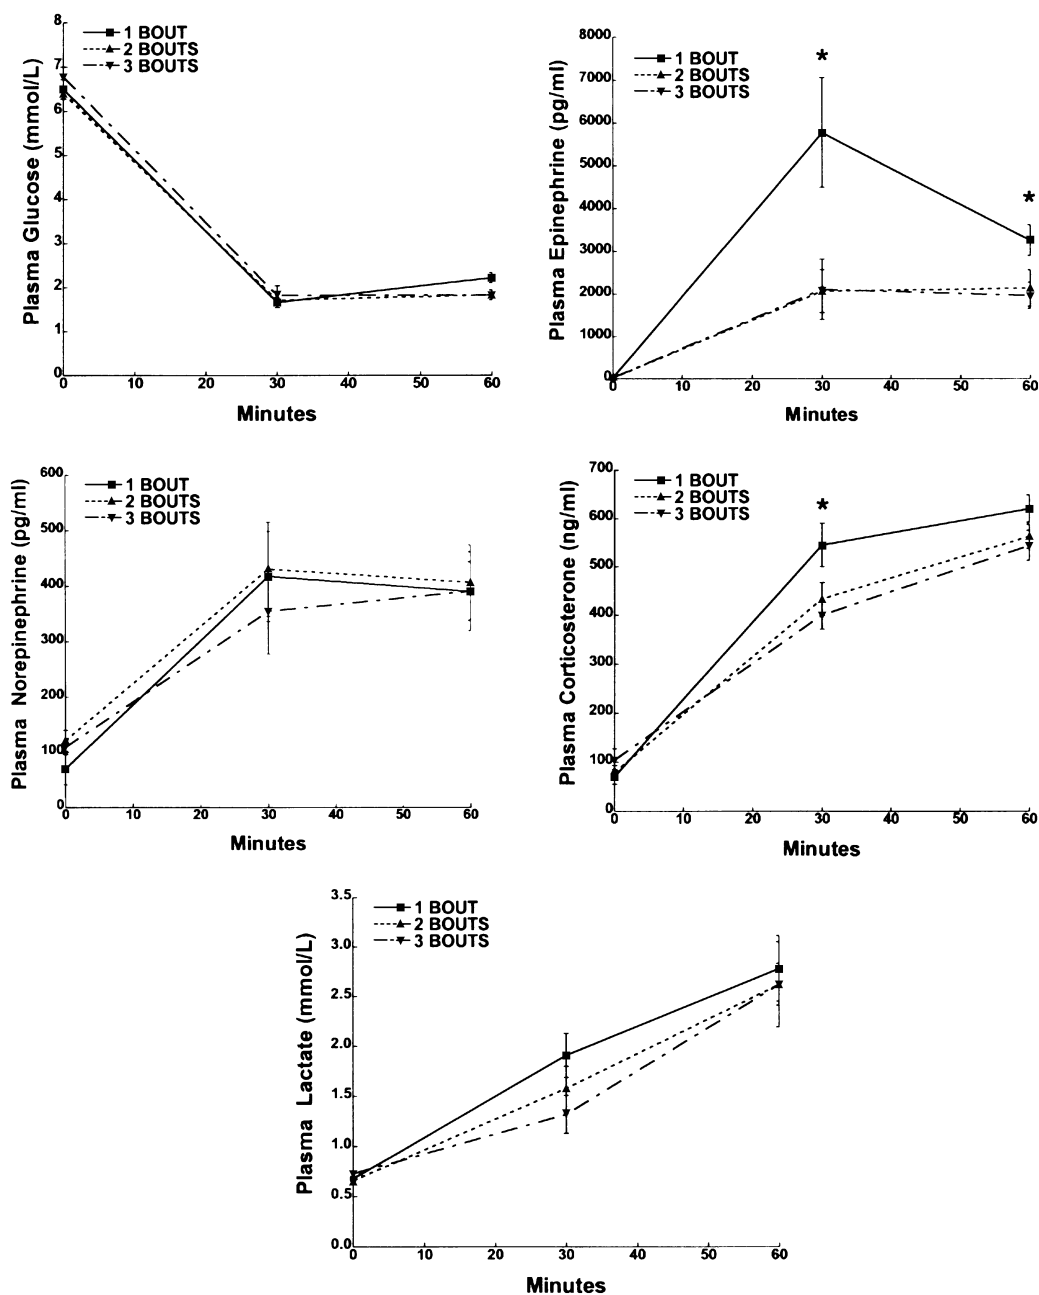 Plasma Glucose (mmol/L)
8
7
6
5
4
3
2
1
0
1 BOUT
2 BOUTS
3 BOUTS
0 10 20 30 40 50 60
Minutes
Plasma Epinephrine (pg/ml)
8000
7000
6000
5000
4000
3000
2000
1000
0
1 BOUT
2 BOUTS
3 BOUTS
*
*
0 10 20 30 40 50 60
Minutes
Plasma Norepinephrine (pg/ml)
600
500
400
300
200
100
0
1 BOUT
2 BOUTS
3 BOUTS
0 10 20 30 40 50 60
Minutes
Plasma Corticosterone (ng/ml)
700
600
500
400
300
200
100
0
1 BOUT
2 BOUTS
3 BOUTS
*
0 10 20 30 40 50 60
Minutes
Plasma Lactate (mmol/L)
3.5
3.0
2.5
2.0
1.5
1.0
0.5
0.0
1 BOUT
2 BOUTS
3 BOUTS
0 10 20 30 40 50 60
Minutes